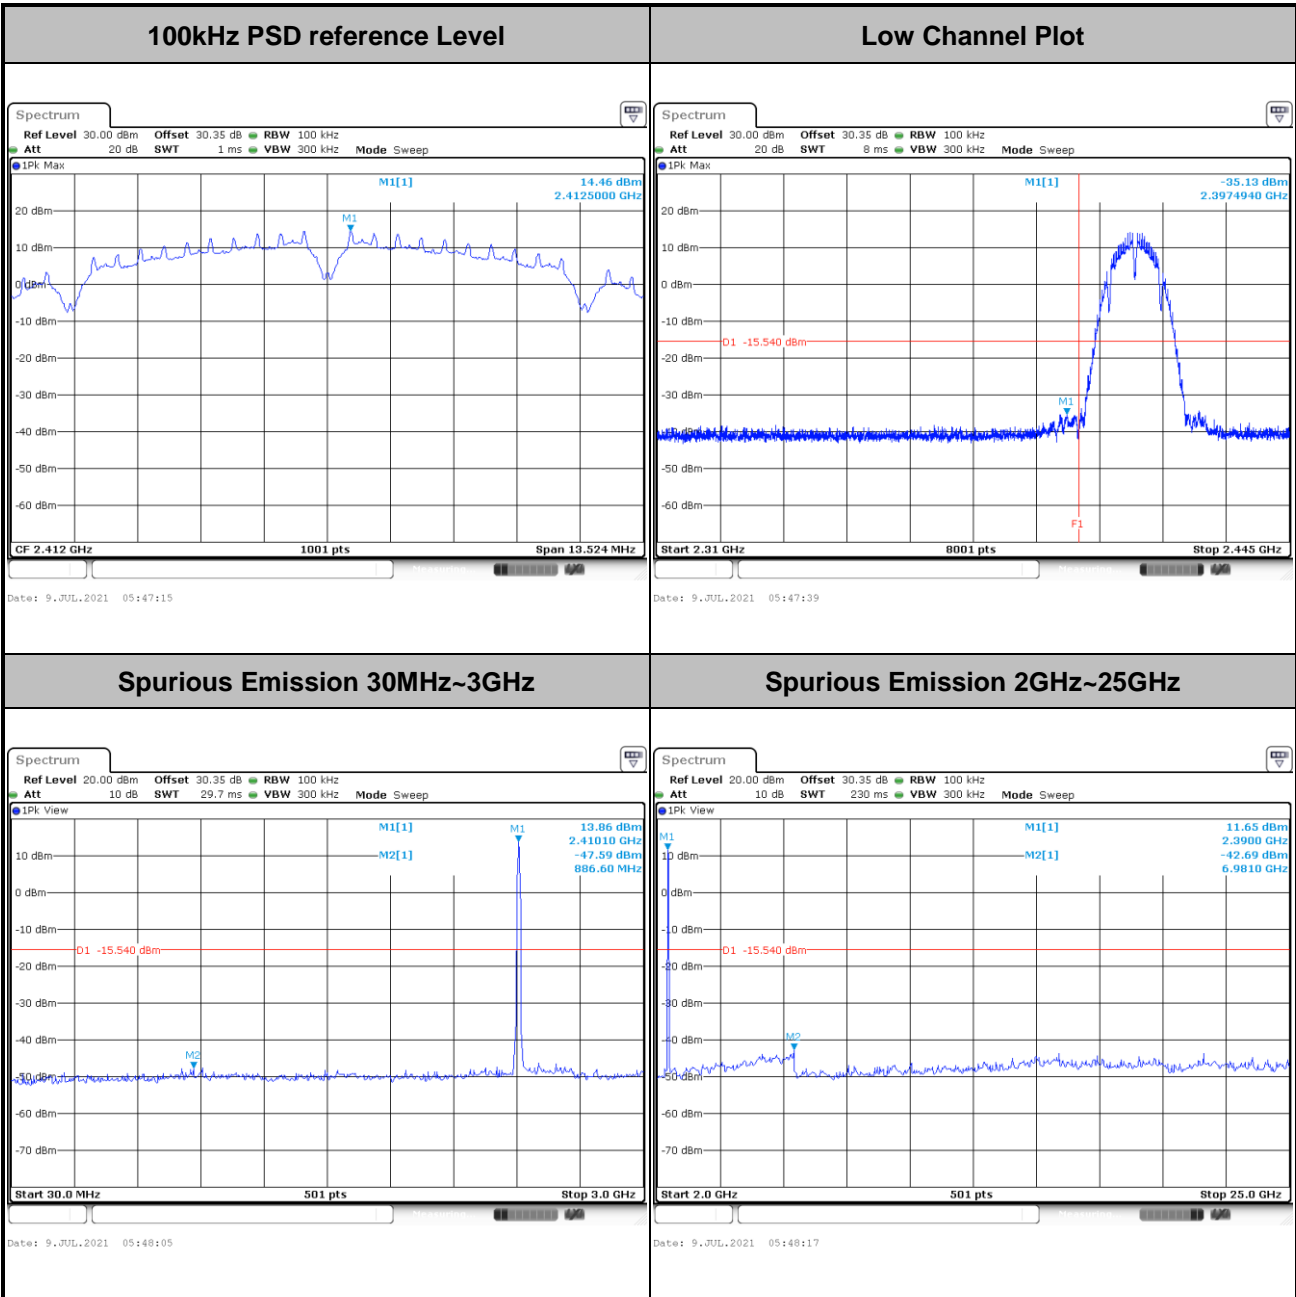 100kHz PSD reference Level
Low Channel Plot
Spectrum
Ref Level 30.00 dBm Offset 30.35 dB RBW 100 kHz
Att 20 dB SWT 1 ms VBW 300 kHz Mode Sweep
1Pk Max
M1[1] 14.46 dBm
2.4125000 GHz
M1
20 dBm
10 dBm
0 dBm
-10 dBm
-20 dBm
-30 dBm
-40 dBm
-50 dBm
-60 dBm
CF 2.412 GHz 1001 pts Span 13.524 MHz
Measuring
Date: 9.JUL.2021 05:47:15
Spectrum
Ref Level 30.00 dBm Offset 30.35 dB RBW 100 kHz
Att 20 dB SWT 8 ms VBW 300 kHz Mode Sweep
1Pk Max
M1[1] -35.13 dBm
2.3974940 GHz
20 dBm
10 dBm
0 dBm
-10 dBm
D1 -15.540 dBm
-20 dBm
-30 dBm
M1
-40 dBm
-50 dBm
-60 dBm
F1
Start 2.31 GHz 8001 pts Stop 2.445 GHz
Measuring
Date: 9.JUL.2021 05:47:39
Spurious Emission 30MHz~3GHz
Spurious Emission 2GHz~25GHz
Spectrum
Ref Level 20.00 dBm Offset 30.35 dB RBW 100 kHz
Att 10 dB SWT 29.7 ms VBW 300 kHz Mode Sweep
1Pk View
M1[1] M1 13.86 dBm
2.41010 GHz
M2[1] -47.59 dBm
886.60 MHz
10 dBm
0 dBm
-10 dBm
D1 -15.540 dBm
-20 dBm
-30 dBm
-40 dBm
M2
-50 dBm
-60 dBm
-70 dBm
Start 30.0 MHz 501 pts Stop 3.0 GHz
Measuring
Date: 9.JUL.2021 05:48:05
Spectrum
Ref Level 20.00 dBm Offset 30.35 dB RBW 100 kHz
Att 10 dB SWT 230 ms VBW 300 kHz Mode Sweep
1Pk View
M1[1] 11.65 dBm
M1 2.3900 GHz
M2[1] -42.69 dBm
6.9810 GHz
10 dBm
0 dBm
-10 dBm
D1 -15.540 dBm
-20 dBm
-30 dBm
-40 dBm
M2
-50 dBm
-60 dBm
-70 dBm
Start 2.0 GHz 501 pts Stop 25.0 GHz
Measuring
Date: 9.JUL.2021 05:48:17